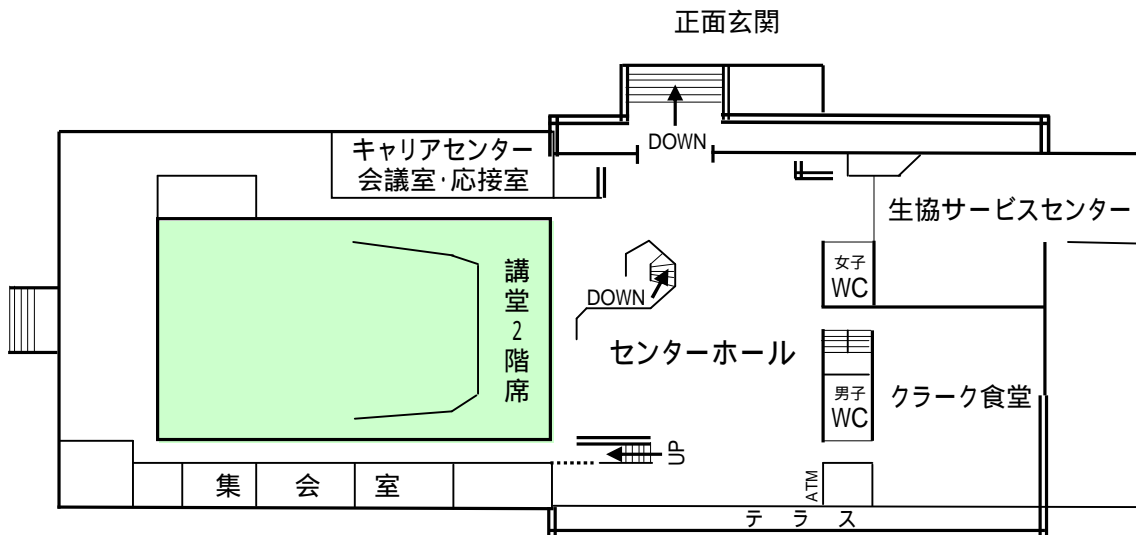 正面玄関
DOWN
キャリアセンター
会議室・応接室
生協サービスセンター
女子
WC
DOWN
講堂2階席
センターホール
男子
WC
クラーク食堂
UP
集会室
ATM
テラス